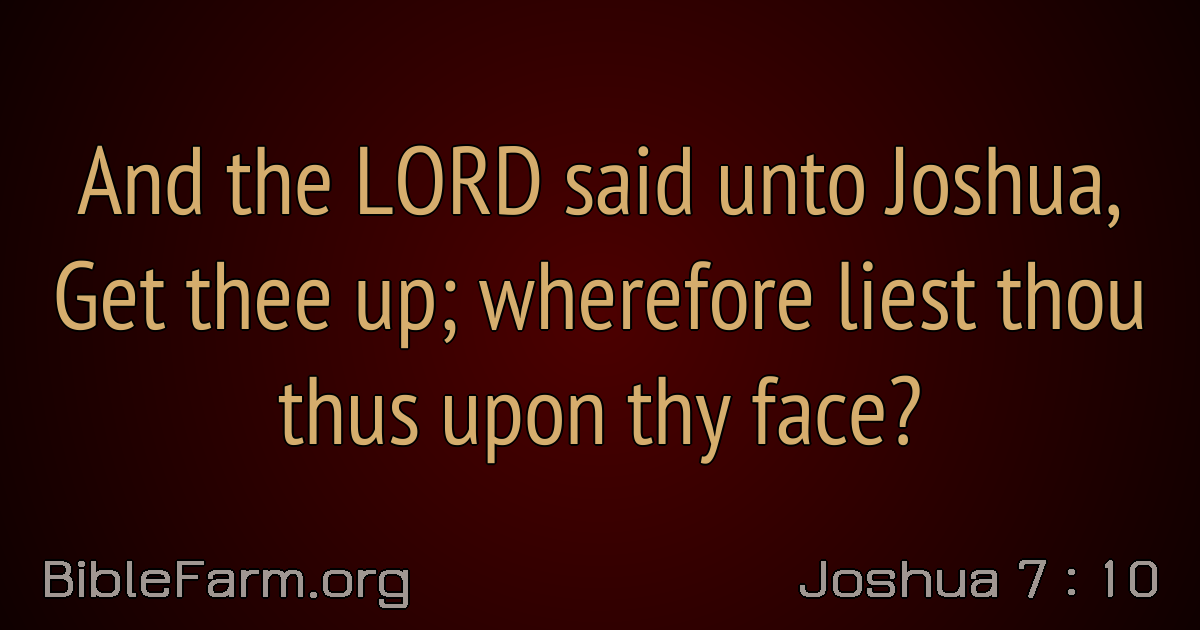 And the LORD said unto Joshua,
Get thee up; wherefore liest thou
thus upon thy face?
BibleFarm.org
Joshua 7 : 10